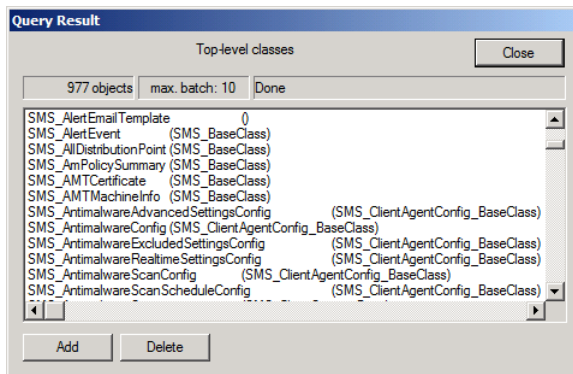 Query Result
Top-level classes
Close
977 objects
max. batch: 10
Done
SMS_AlertEmailTemplate ()
SMS_AlertEvent (SMS_BaseClass)
SMS_AllDistributionPoint (SMS_BaseClass)
SMS_AmPolicySummary (SMS_BaseClass)
SMS_AMTCertificate (SMS_BaseClass)
SMS_AMTMachineInfo (SMS_BaseClass)
SMS_AntimalwareAdvancedSettingsConfig (SMS_ClientAgentConfig_BaseClass)
SMS_AntimalwareConfig (SMS_ClientAgentConfig_BaseClass)
SMS_AntimalwareExcludedSettingsConfig (SMS_ClientAgentConfig_BaseClass)
SMS_AntimalwareRealtimeSettingsConfig (SMS_ClientAgentConfig_BaseClass)
SMS_AntimalwareScanConfig (SMS_ClientAgentConfig_BaseClass)
SMS_AntimalwareScanScheduleConfig (SMS_ClientAgentConfig_BaseClass)
Add
Delete